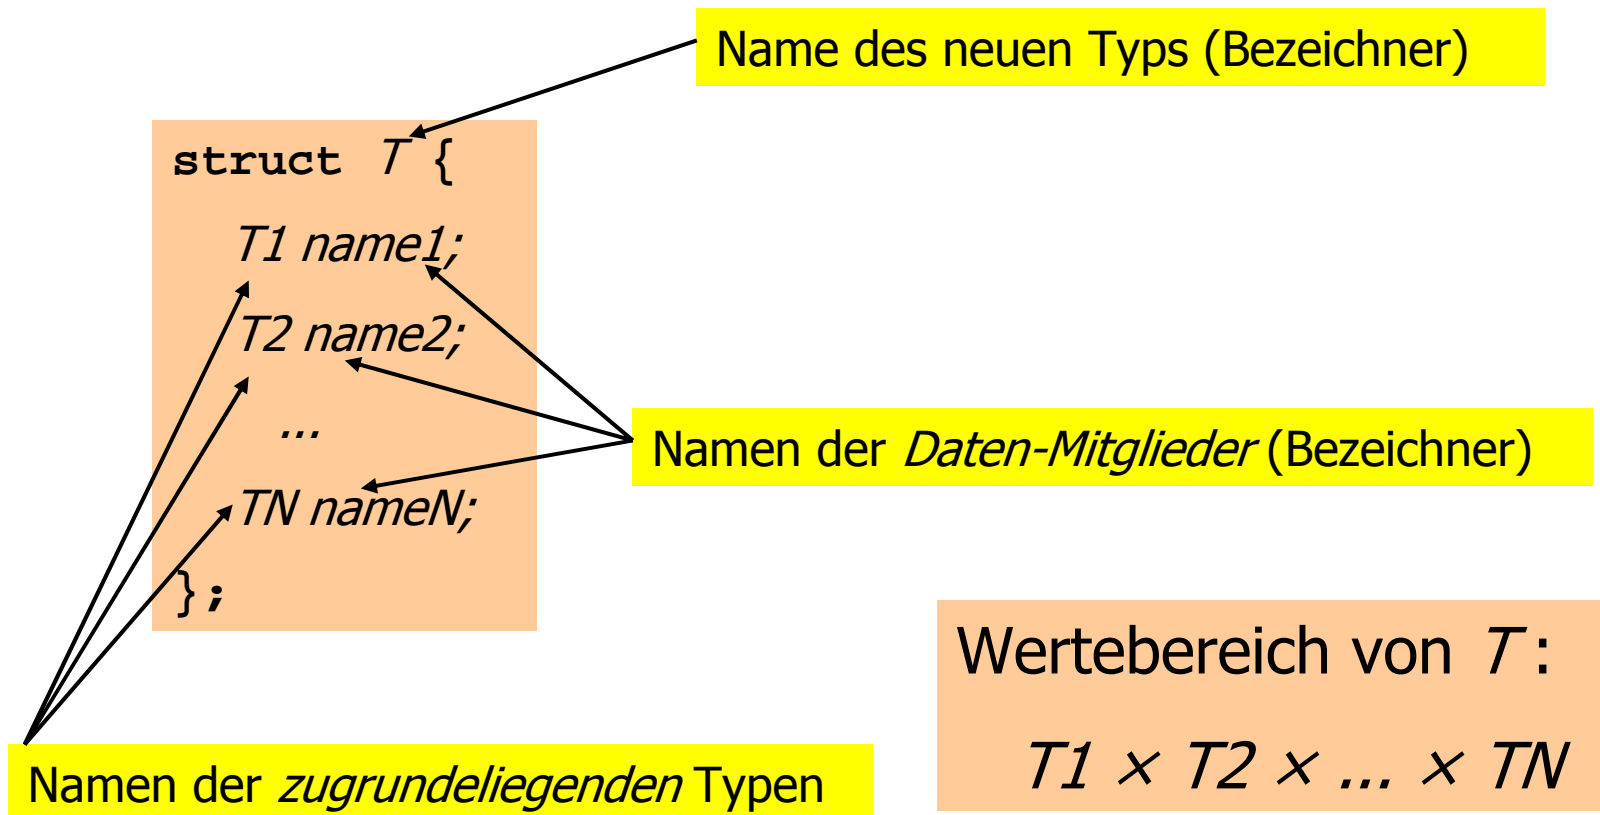 Name des neuen Typs (Bezeichner)
struct T {
T1 name1;
T2 name2;
...
TN nameN;
};
Namen der Daten-Mitglieder (Bezeichner)
Wertebereich von T :
T1 × T2 × ... × TN
Namen der zugrundeliegenden Typen